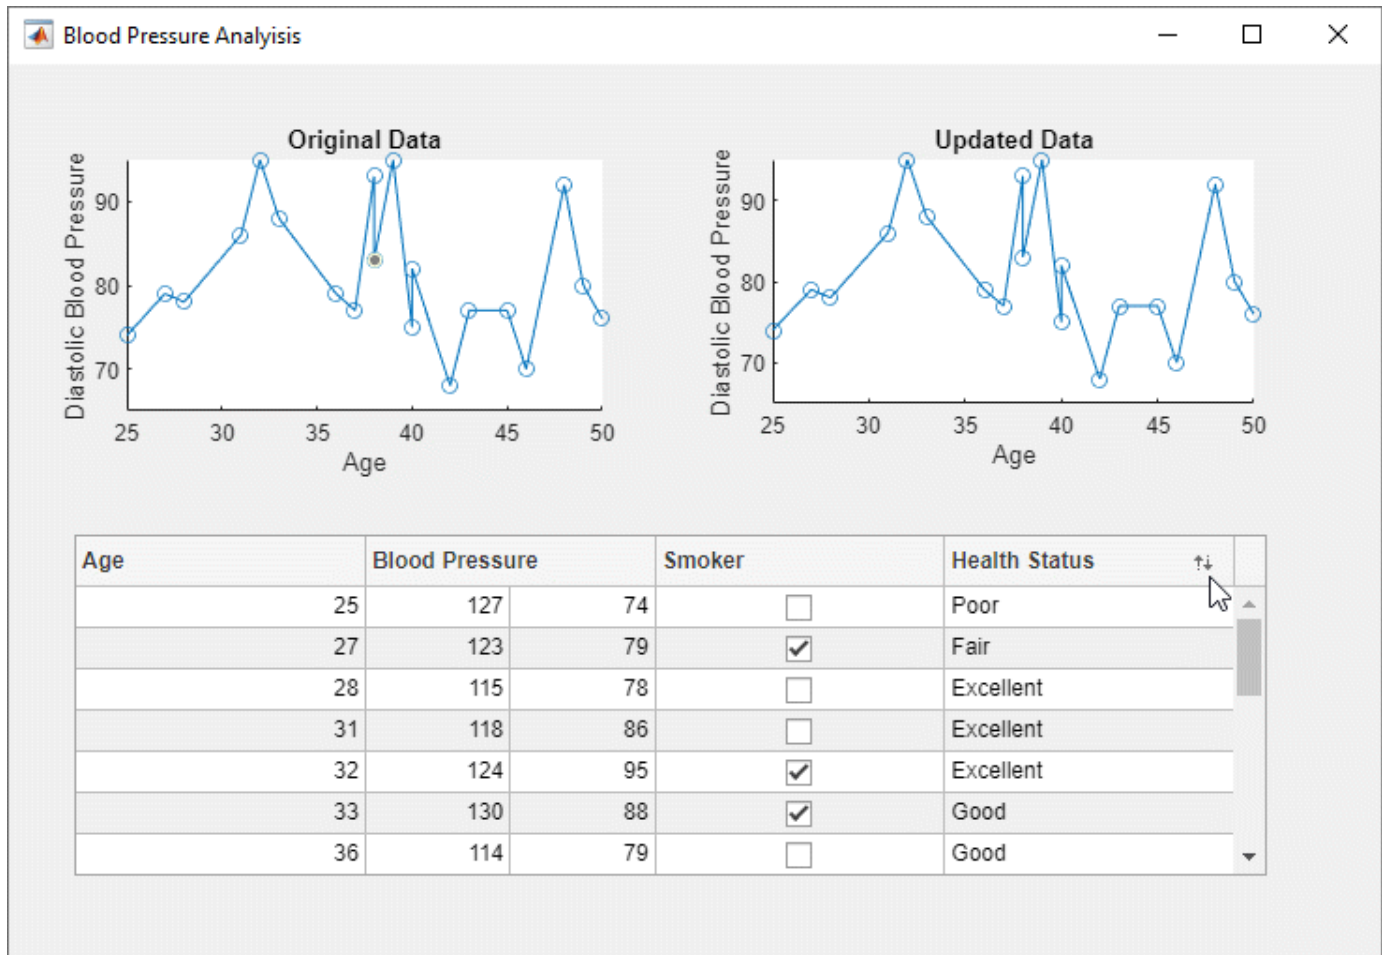 Blood Pressure Analyisis
Original Data
Diastolic Blood Pressure
90
80
70
25 30 35 40 45 50
Age
Updated Data
Diastolic Blood Pressure
90
80
70
25 30 35 40 45 50
Age
Age Blood Pressure Smoker Health Status
25 127 74 Poor
27 123 79 Fair
28 115 78 Excellent
31 118 86 Excellent
32 124 95 Excellent
33 130 88 Good
36 114 79 Good